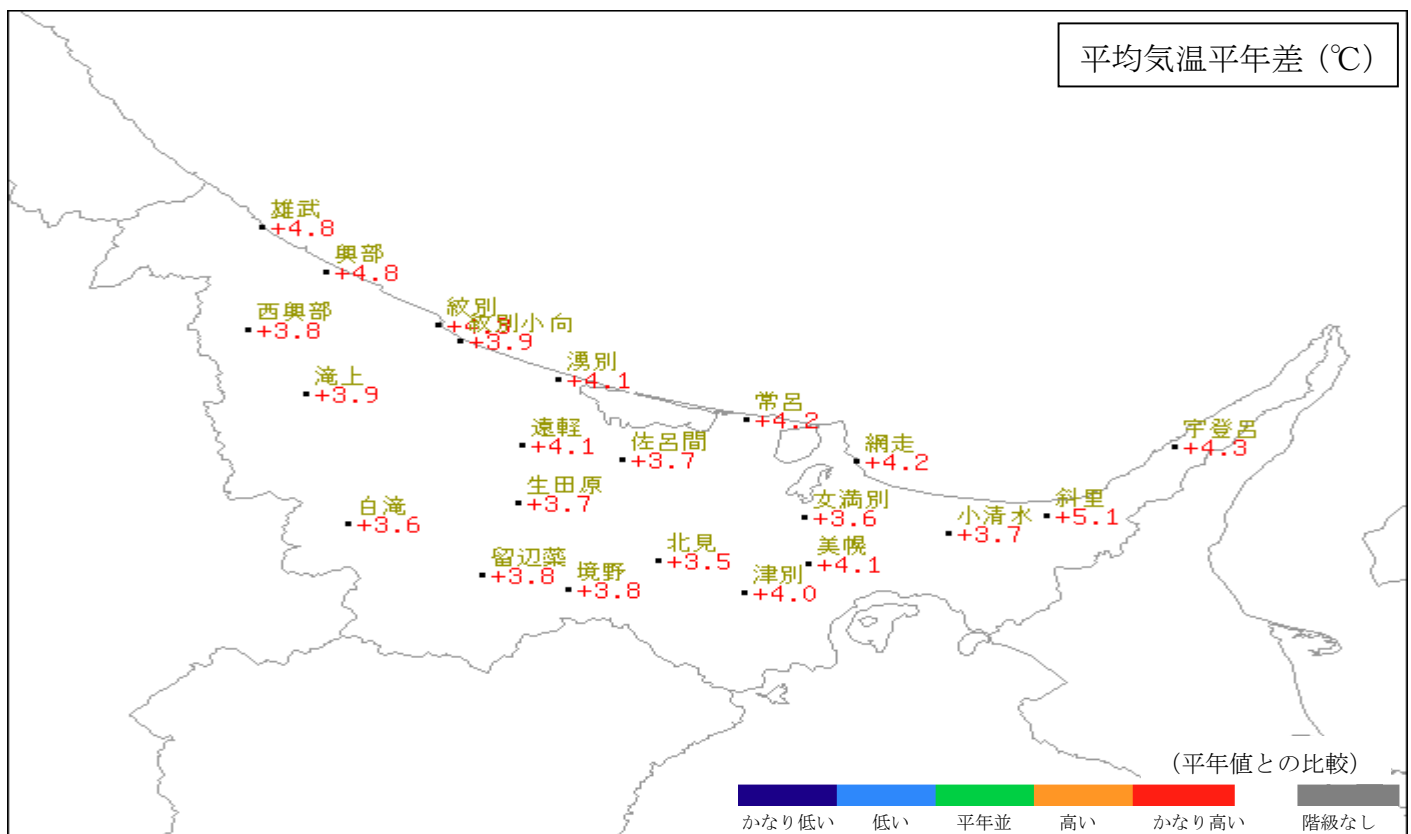 平均気温平年差(℃)
雄武
+4.8
興部
+4.8
西興部
+3.8
紋別
+4.3
紋別小向
+3.9
滝上
+3.9
湧別
+4.1
常呂
+4.2
遠軽
+4.1
佐呂間
+3.7
網走
+4.2
宇登呂
+4.3
生田原
+3.7
白滝
+3.6
女満別
+3.6
小清水
+3.7
斜里
+5.1
留辺蘂
+3.8
境野
+3.8
北見
+3.5
美幌
+4.1
津別
+4.0
(平年値との比較)
かなり低い 低い 平年並 高い かなり高い 階級なし